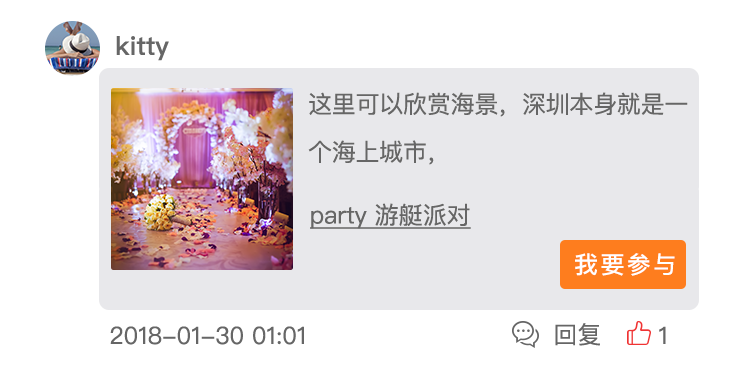 kitty
这里可以欣赏海景，深圳本身就是一
个海上城市，
party 游艇派对
我要参与
2018-01-30 01:01
回复
1